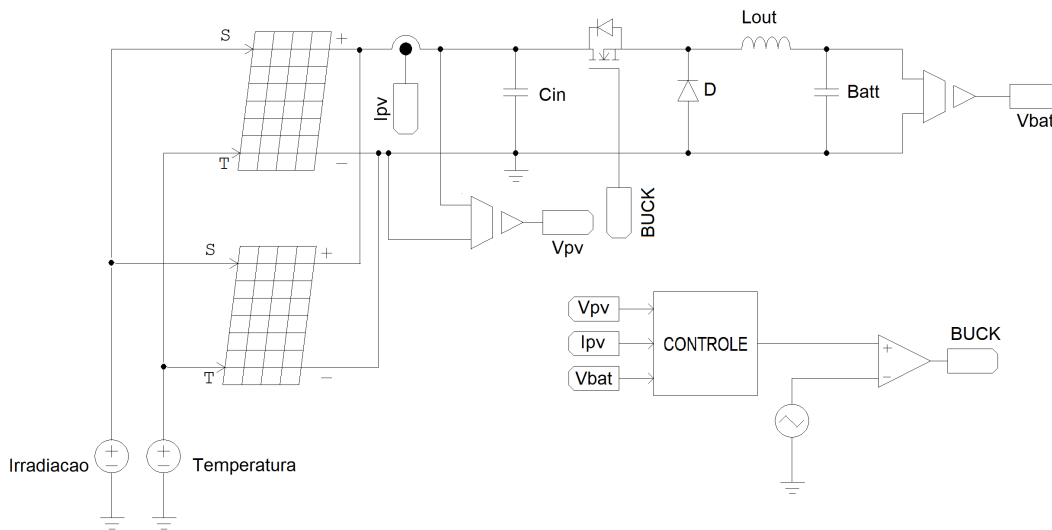 S
+
Ipv
Lout
Cin
D
Batt
Vbat
T
−
BUCK
Vpv
S
+
T
−
Vpv
Ipv
Vbat
CONTROLE
+
−
BUCK
Irradiacao
+
−
+
−
Temperatura